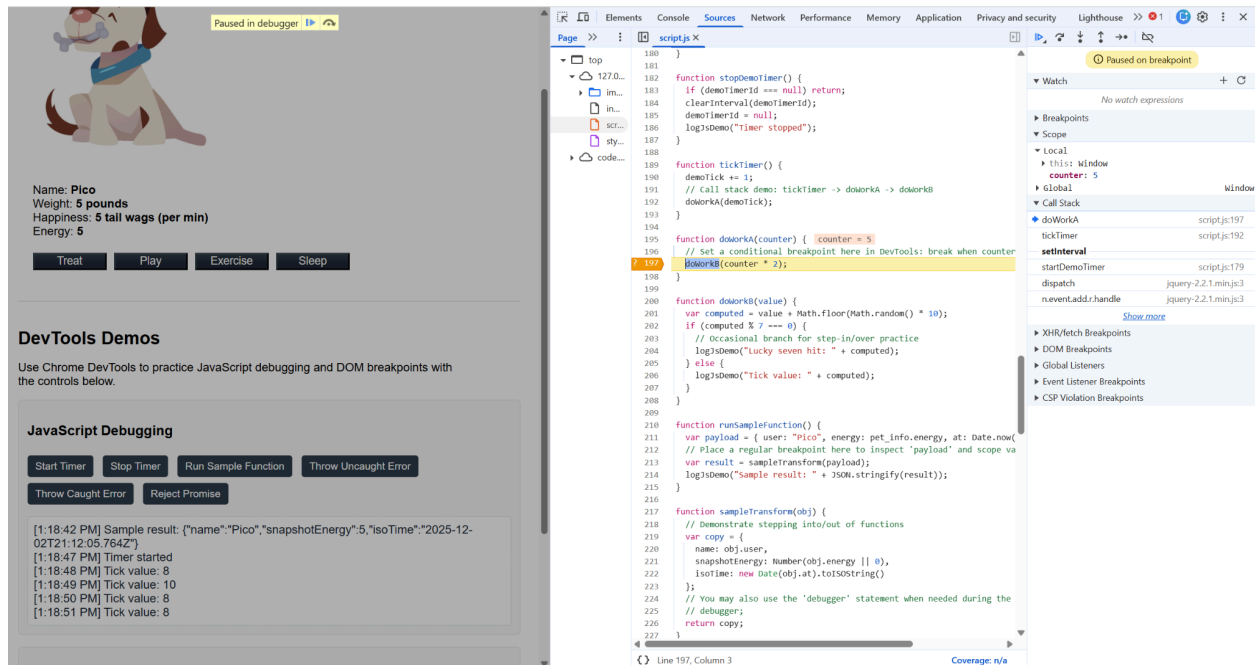 Paused in debugger
Name: Pico
Weight: 5 pounds
Happiness: 5 tail wags (per min)
Energy: 5
Treat
Play
Exercise
Sleep
DevTools Demos
Use Chrome DevTools to practice JavaScript debugging and DOM breakpoints with
the controls below.
JavaScript Debugging
Start Timer
Stop Timer
Run Sample Function
Throw Uncaught Error
Throw Caught Error
Reject Promise
[1:18:42 PM] Sample result: {"name":"Pico","snapshotEnergy":5,"isoTime":"2025-12-
02T21:12:05.764Z"}
[1:18:47 PM] Timer started
[1:18:48 PM] Tick value: 8
[1:18:49 PM] Tick value: 10
[1:18:50 PM] Tick value: 8
[1:18:51 PM] Tick value: 8
Elements Console Sources Network Performance Memory Application Privacy and security Lighthouse 1
Page
script.js
top
127.0...
im...
in...
scr...
sty...
code....
180 }
181
182 function stopDemoTimer() {
183 if (demoTimerId === null) return;
184 clearInterval(demoTimerId);
185 demoTimerId = null;
186 logJsDemo("Timer stopped");
187 }
188
189 function tickTimer() {
190 demoTick += 1;
191 // Call stack demo: tickTimer -> doWorkA -> doWorkB
192 doWorkA(demoTick);
193 }
194
195 function doWorkA(counter) { counter = 5
196 // Set a conditional breakpoint here in DevTools: break when counter
? 197 doWorkB(counter * 2);
198 }
199
200 function doWorkB(value) {
201 var computed = value + Math.floor(Math.random() * 10);
202 if (computed % 7 === 0) {
203 // Occasional branch for step-in/over practice
204 logJsDemo("Lucky seven hit: " + computed);
205 } else {
206 logJsDemo("Tick value: " + computed);
207 }
208 }
209
210 function runSampleFunction() {
211 var payload = { user: "Pico", energy: pet_info.energy, at: Date.now(
212 // Place a regular breakpoint here to inspect 'payload' and scope va
213 var result = sampleTransform(payload);
214 logJsDemo("Sample result: " + JSON.stringify(result));
215 }
216
217 function sampleTransform(obj) {
218 // Demonstrate stepping into/out of functions
219 var copy = {
220 name: obj.user,
221 snapshotEnergy: Number(obj.energy || 0),
222 isoTime: new Date(obj.at).toISOString()
223 };
224 // You may also use the 'debugger' statement when needed during the
225 // debugger;
226 return copy;
227 }
{} Line 197, Column 3
Coverage: n/a
Paused on breakpoint
Watch
No watch expressions
Breakpoints
Scope
Local
this: Window
counter: 5
Global Window
Call Stack
doWorkA script.js:197
tickTimer script.js:192
setInterval
startDemoTimer script.js:179
dispatch jquery-2.2.1.min.js:3
n.event.add.r.handle jquery-2.2.1.min.js:3
Show more
XHR/fetch Breakpoints
DOM Breakpoints
Global Listeners
Event Listener Breakpoints
CSP Violation Breakpoints